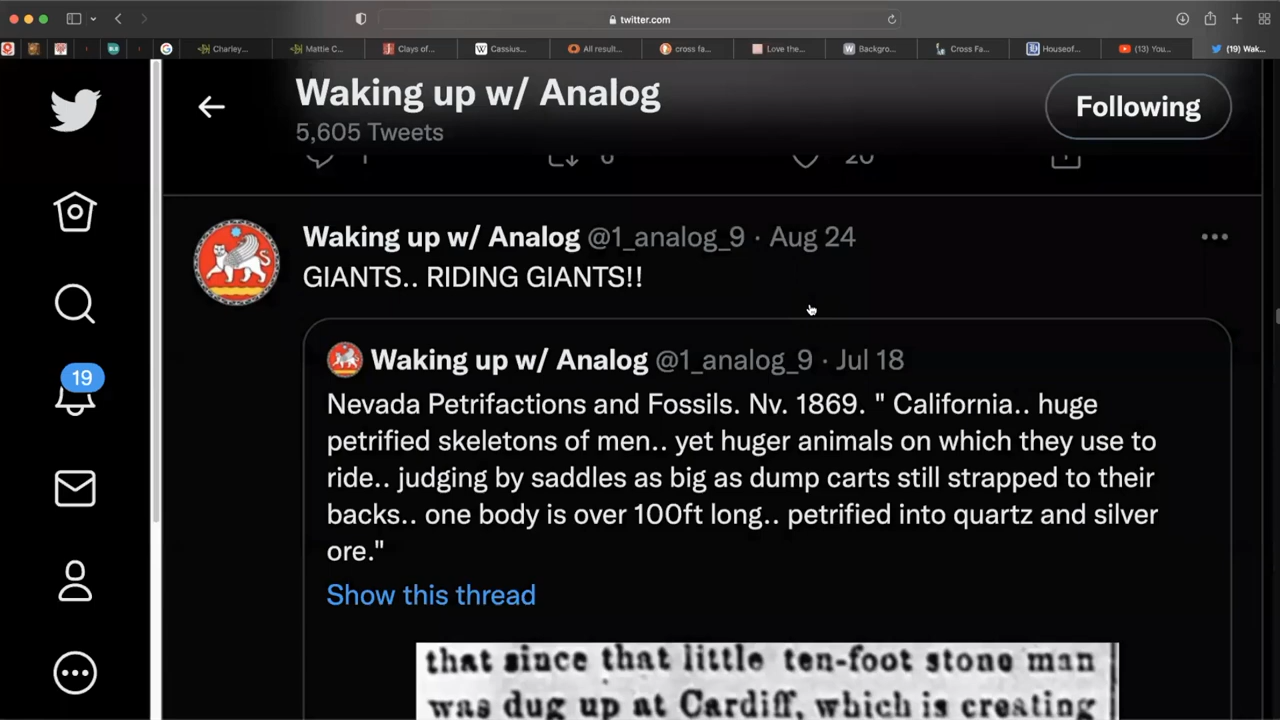 twitter.com
Charley...
Mattie C...
Clays of...
Cassius...
All result...
cross fa...
Love the...
Backgro...
Cross Fa...
Houseof...
(13) You...
(19) Wak...
Waking up w/ Analog
5,605 Tweets
Following
Waking up w/ Analog @1_analog_9 · Aug 24
GIANTS.. RIDING GIANTS!!
Waking up w/ Analog @1_analog_9 · Jul 18
19
Nevada Petrifactions and Fossils. Nv. 1869. " California.. huge
petrified skeletons of men.. yet huger animals on which they use to
ride.. judging by saddles as big as dump carts still strapped to their
backs.. one body is over 100ft long.. petrified into quartz and silver
ore."
Show this thread
that since that little ten-foot stone man
was dug up at Cardiff, which is creating